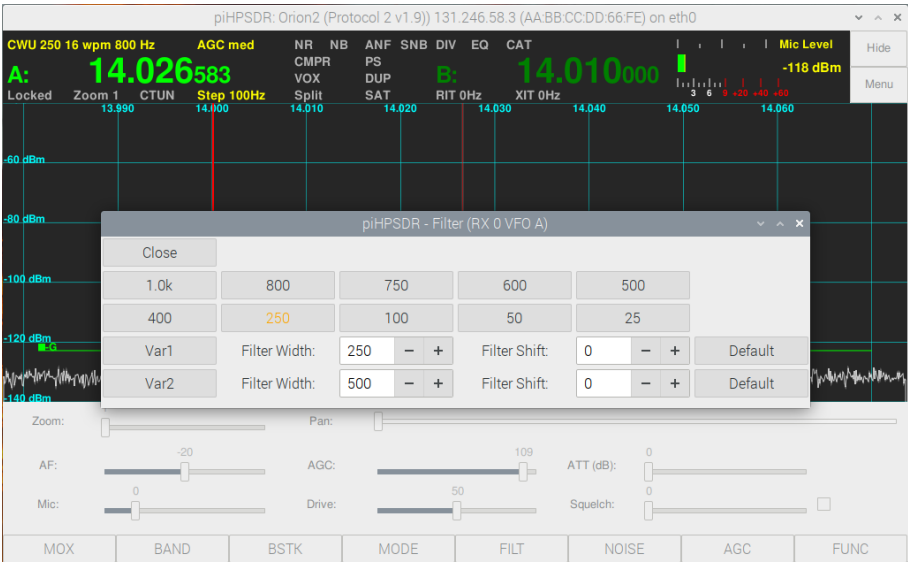 piHPSDR: Orion2 (Protocol 2 v1.9)) 131.246.58.3 (AA:BB:CC:DD:66:FE) on eth0
CWU 250 16 wpm 800 Hz AGC med NR NB ANF SNB DIV EQ CAT Mic Level Hide
A: 14.026583 CMPR PS B: 14.010000 -118 dBm
VOX DUP Menu
Locked Zoom 1 CTUN Step 100Hz Split SAT RIT 0Hz XIT 0Hz 3 6 9 +20 +40 +60
13.990 14.000 14.010 14.020 14.030 14.040 14.050 14.060
-60 dBm
-80 dBm
piHPSDR - Filter (RX 0 VFO A)
Close
-100 dBm 1.0k 800 750 600 500
400 250 100 50 25
-120 dBm
-G Var1 Filter Width: 250 − + Filter Shift: 0 − + Default
Var2 Filter Width: 500 − + Filter Shift: 0 − + Default
-140 dBm
Zoom: Pan:
AF: -20 AGC: 109 ATT (dB): 0
Mic: 0 Drive: 50 Squelch: 0
MOX BAND BSTK MODE FILT NOISE AGC FUNC